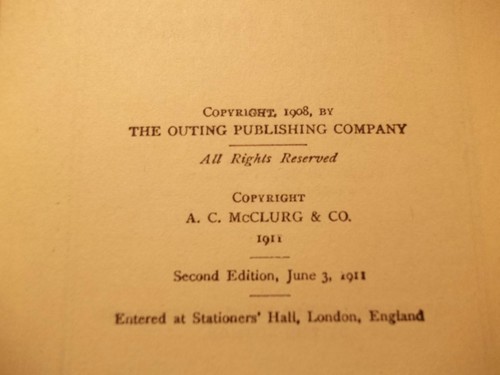 COPYRIGHT, 1908, BY
THE OUTING PUBLISHING COMPANY
All Rights Reserved
COPYRIGHT
A. C. McCLURG & CO.
1911
Second Edition, June 3, 1911
Entered at Stationers' Hall, London, England